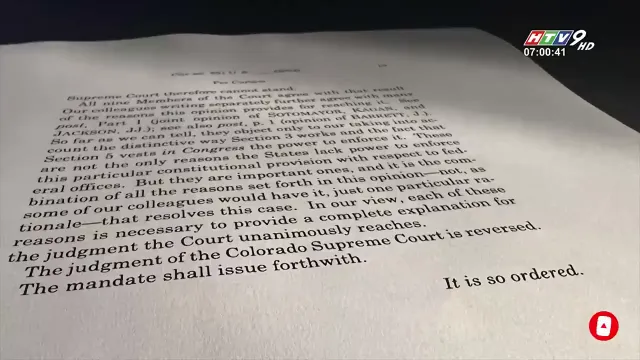 HTV9 HD
07:00:41
Per Curiam
Supreme Court therefore cannot stand.
All nine Members of the Court agree with that result.
Our colleagues writing separately further agree with many
of the reasons this opinion provides for reaching it. See
post, Part I (joint opinion of SOTOMAYOR, KAGAN, and
JACKSON, JJ.); see also post, p. 1 (opinion of BARRETT, J.).
So far as we can tell, they object only to our taking into ac-
count the distinctive way Section 3 works and the fact that
Section 5 vests in Congress the power to enforce it. These
are not the only reasons the States lack power to enforce
this particular constitutional provision with respect to fed-
eral offices. But they are important ones, and it is the com-
bination of all the reasons set forth in this opinion—not, as
some of our colleagues would have it, just one particular ra-
tionale—that resolves this case. In our view, each of these
reasons is necessary to provide a complete explanation for
the judgment the Court unanimously reaches.
The judgment of the Colorado Supreme Court is reversed.
The mandate shall issue forthwith.
It is so ordered.